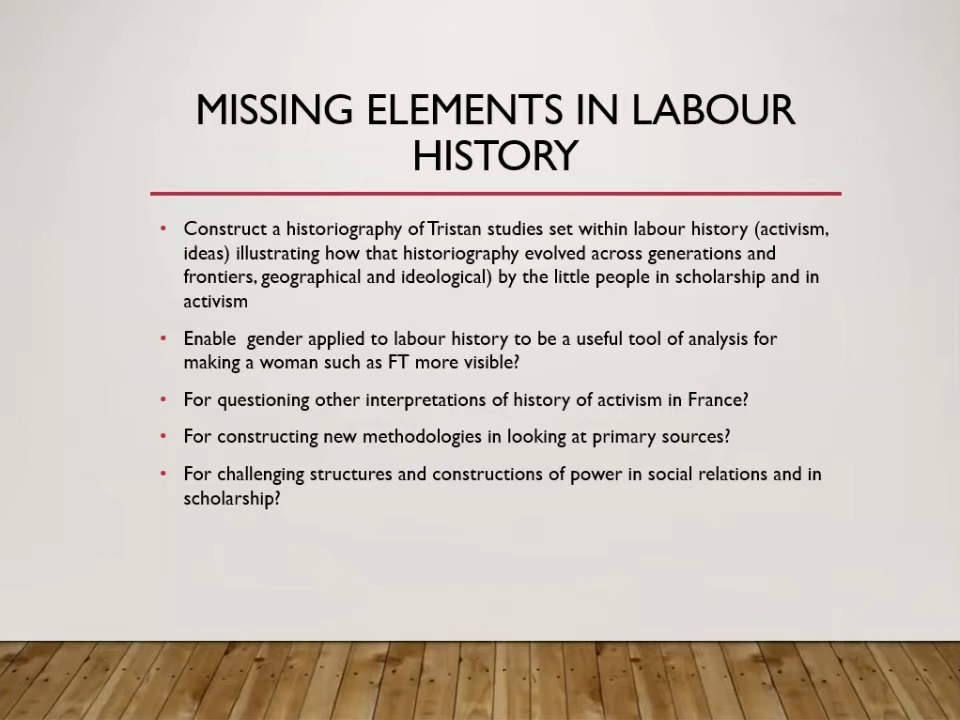 MISSING ELEMENTS IN LABOUR
HISTORY
• Construct a historiography of Tristan studies set within labour history (activism,
ideas) illustrating how that historiography evolved across generations and
frontiers, geographical and ideological) by the little people in scholarship and in
activism
• Enable  gender applied to labour history to be a useful tool of analysis for
making a woman such as FT more visible?
• For questioning other interpretations of history of activism in France?
• For constructing new methodologies in looking at primary sources?
• For challenging structures and constructions of power in social relations and in
scholarship?